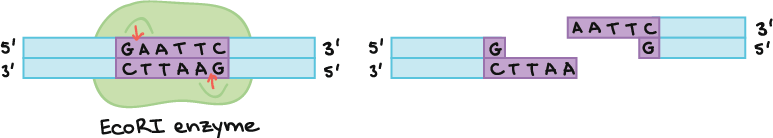 5' GAATTC 3'
3' CTTAAG 5'
EcoRI enzyme
5' G
3' CTTAA
AATTC 3'
G 5'